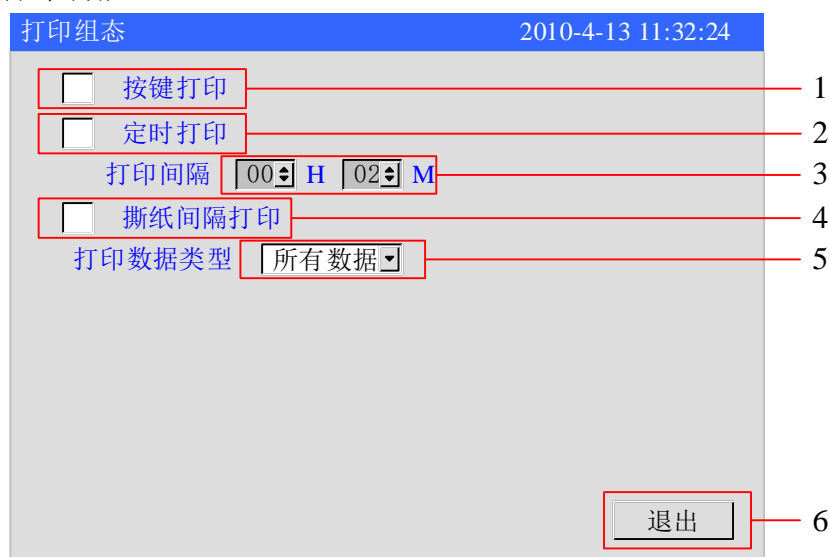 打印组态 2010-4-13 11:32:24
按键打印 1
定时打印 2
打印间隔 00 H 02 M 3
撕纸间隔打印 4
打印数据类型 所有数据 5
退出 6